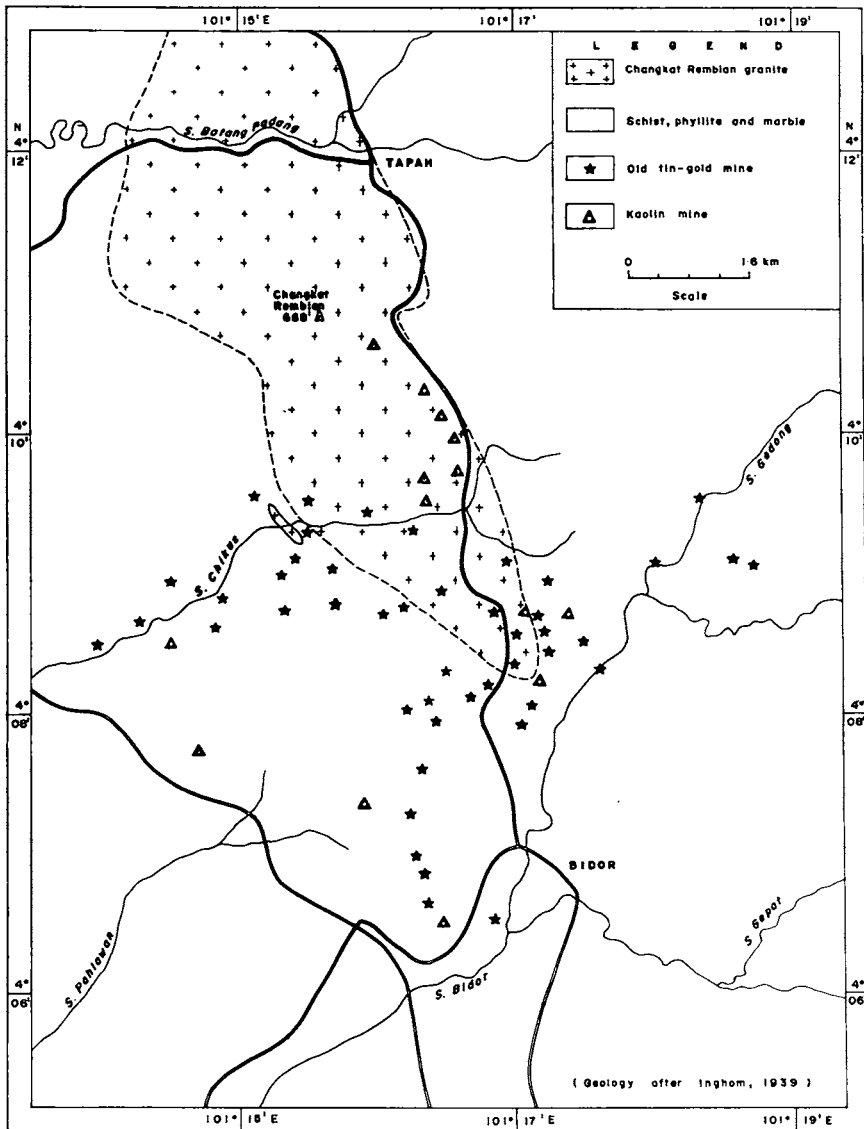 101° 15' E
101° 17'
101° 19'
L E G E N D
Changkat Rembian granite
Schist, phyllite and marble
Old tin-gold mine
Kaolin mine
0 1·6 km
Scale
N
4°
12'
4°
12'
S. Batang Padang
TAPAH
Changkat
Rembian
668
4°
10'
4°
10'
S. Gedong
S. Chikus
4°
08'
4°
08'
BIDOR
S. Gepat
S. Pahlawan
S. Bidor
4°
06'
4°
06'
( Geology after Ingham, 1939 )
101° 15' E
101° 17' E
101° 19' E